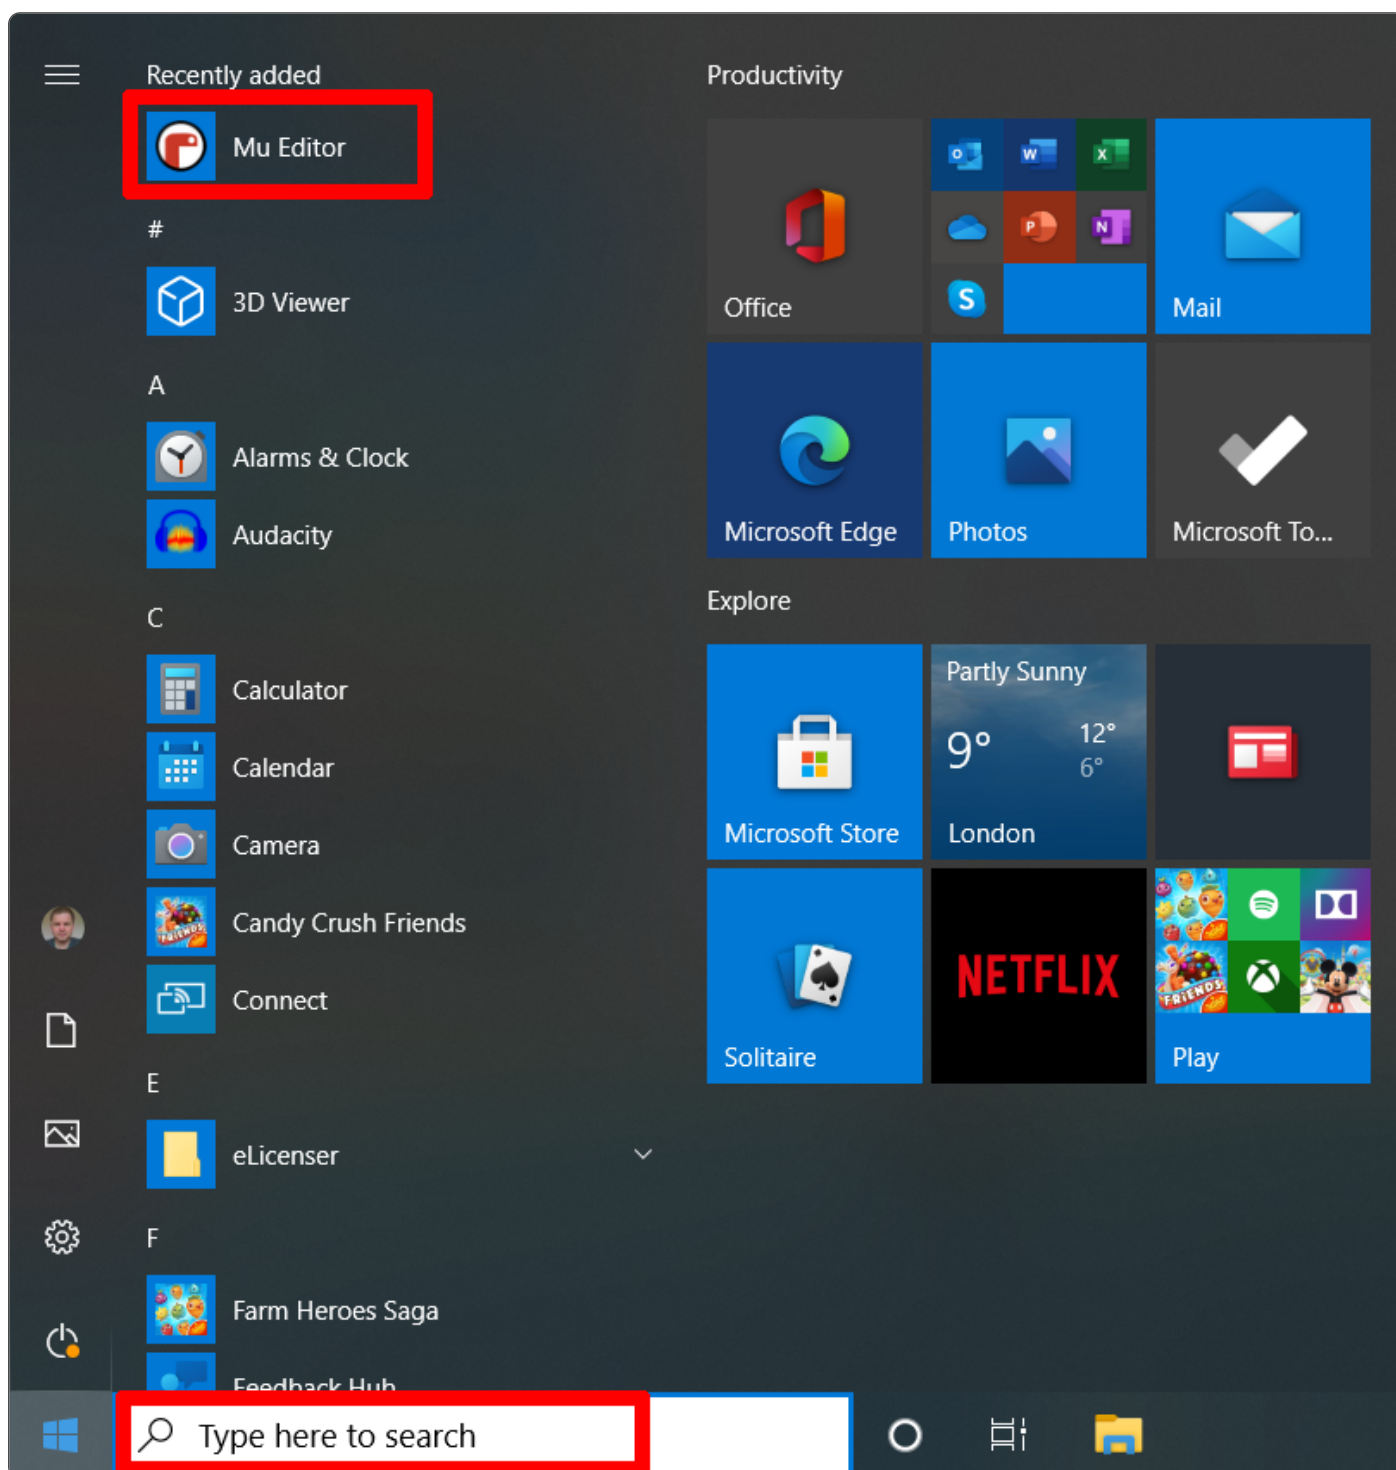 Recently added
Mu Editor
#
3D Viewer
A
Alarms & Clock
Audacity
C
Calculator
Calendar
Camera
Candy Crush Friends
Connect
E
eLicenser
F
Farm Heroes Saga
Feedback Hub
Productivity
Office
Mail
Microsoft Edge
Photos
Microsoft To...
Explore
Microsoft Store
Partly Sunny
9°
12°
6°
London
Solitaire
NETFLIX
FRIENDS
Play
Type here to search